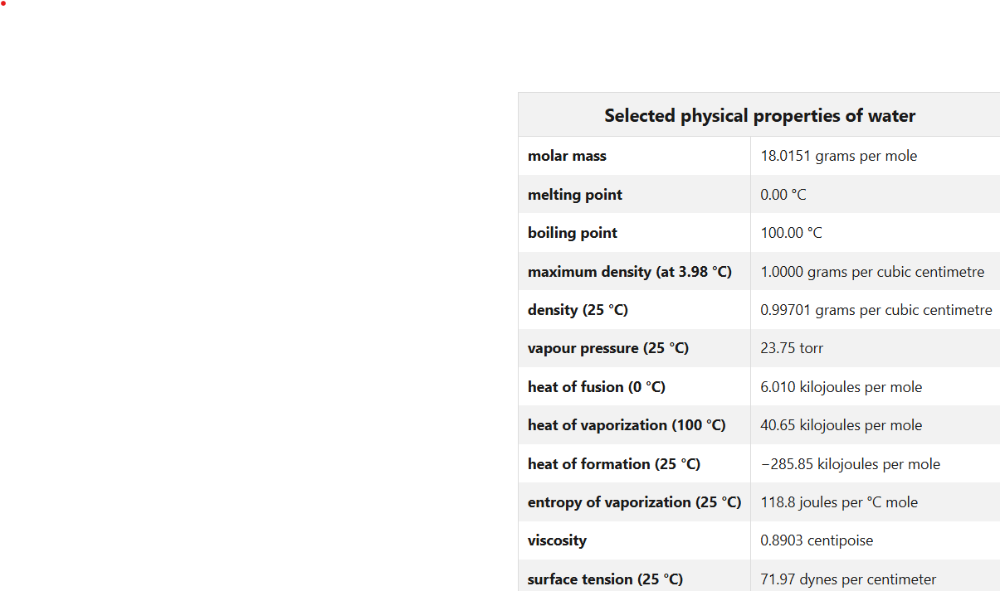 Selected physical properties of water
molar mass 18.0151 grams per mole
melting point 0.00 °C
boiling point 100.00 °C
maximum density (at 3.98 °C) 1.0000 grams per cubic centimetre
density (25 °C) 0.99701 grams per cubic centimetre
vapour pressure (25 °C) 23.75 torr
heat of fusion (0 °C) 6.010 kilojoules per mole
heat of vaporization (100 °C) 40.65 kilojoules per mole
heat of formation (25 °C) −285.85 kilojoules per mole
entropy of vaporization (25 °C) 118.8 joules per °C mole
viscosity 0.8903 centipoise
surface tension (25 °C) 71.97 dynes per centimeter